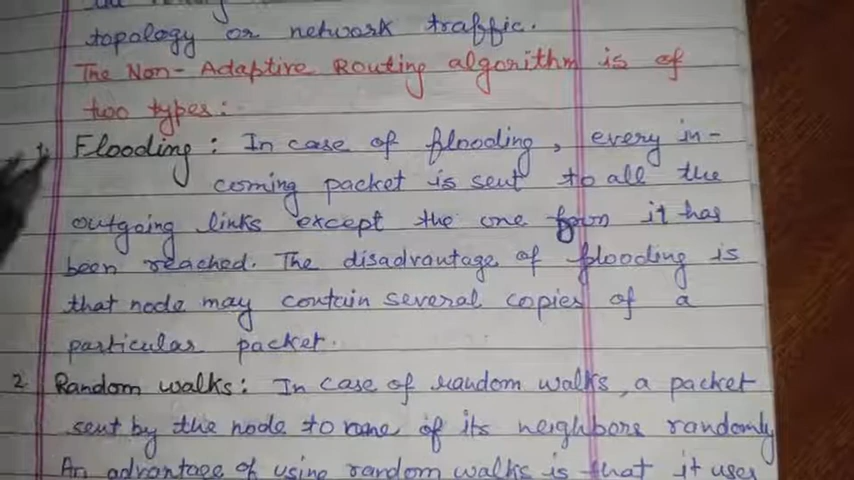 topology or network traffic.
The Non-Adaptive Routing algorithm is of
two types:
1. Flooding: In case of flooding, every in-
coming packet is sent to all the
outgoing links except the one from it has
been reached. The disadvantage of flooding is
that node may contain several copies of a
particular packet.
2. Random walks: In case of random walks, a packet
sent by the node to one of its neighbors randomly
An advantage of using random walks is that it uses